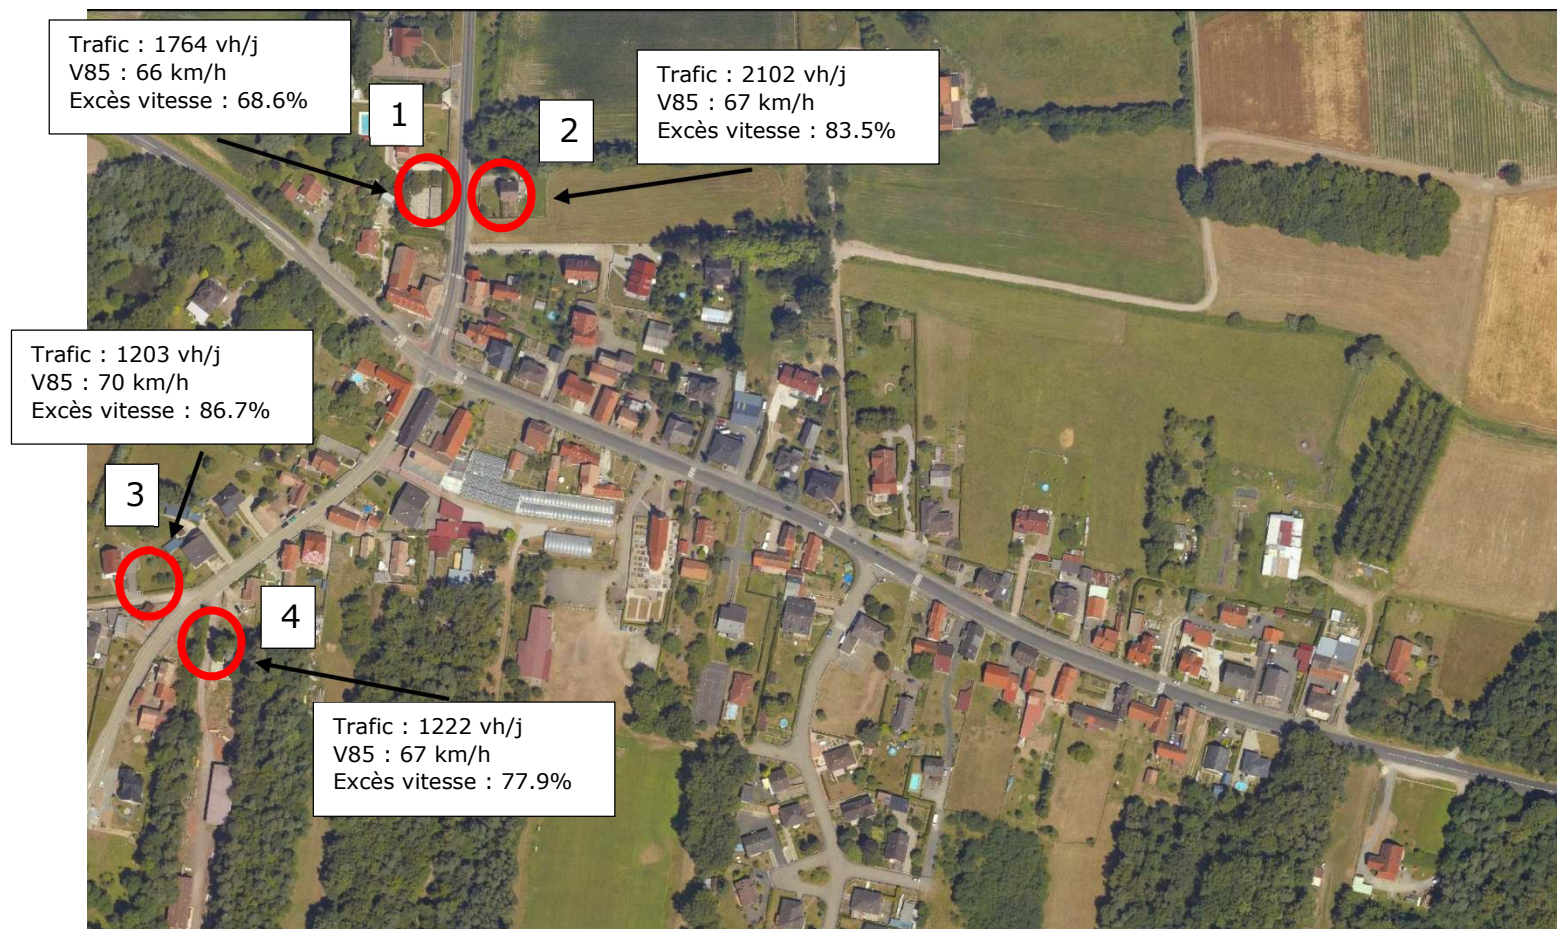 Trafic : 1764 vh/j
V85 : 66 km/h
Excès vitesse : 68.6%
1
2
Trafic : 2102 vh/j
V85 : 67 km/h
Excès vitesse : 83.5%
Trafic : 1203 vh/j
V85 : 70 km/h
Excès vitesse : 86.7%
3
4
Trafic : 1222 vh/j
V85 : 67 km/h
Excès vitesse : 77.9%